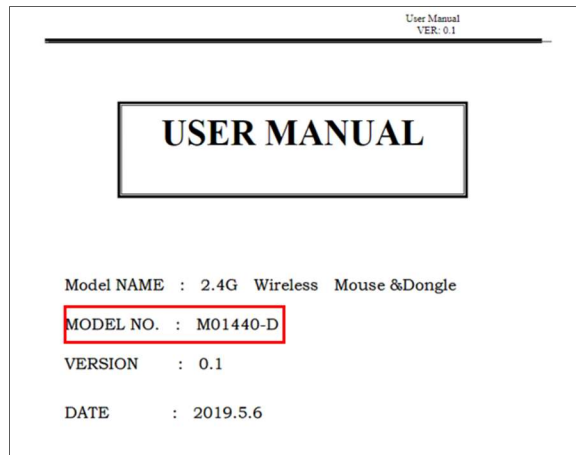 User Manual
VER: 0.1
USER MANUAL
Model NAME : 2.4G Wireless Mouse &Dongle
MODEL NO. : M01440-D
VERSION : 0.1
DATE : 2019.5.6